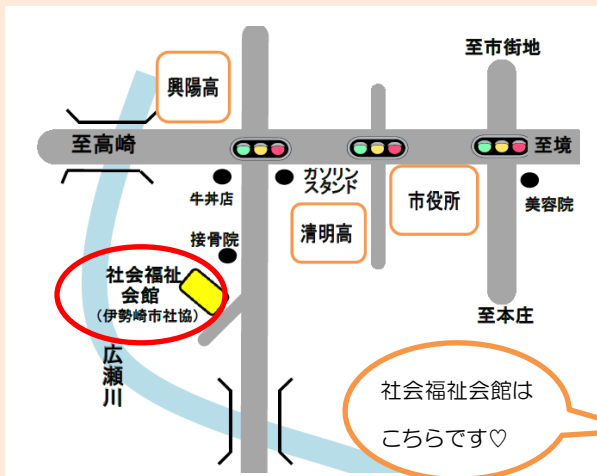 至市街地
興陽高
至高崎
至境
ガソリン
スタンド
牛丼店
市役所
美容院
清明高
接骨院
社会福祉
会館
（伊勢崎市社協）
至本庄
広瀬川
社会福祉会館は
こちらです♡